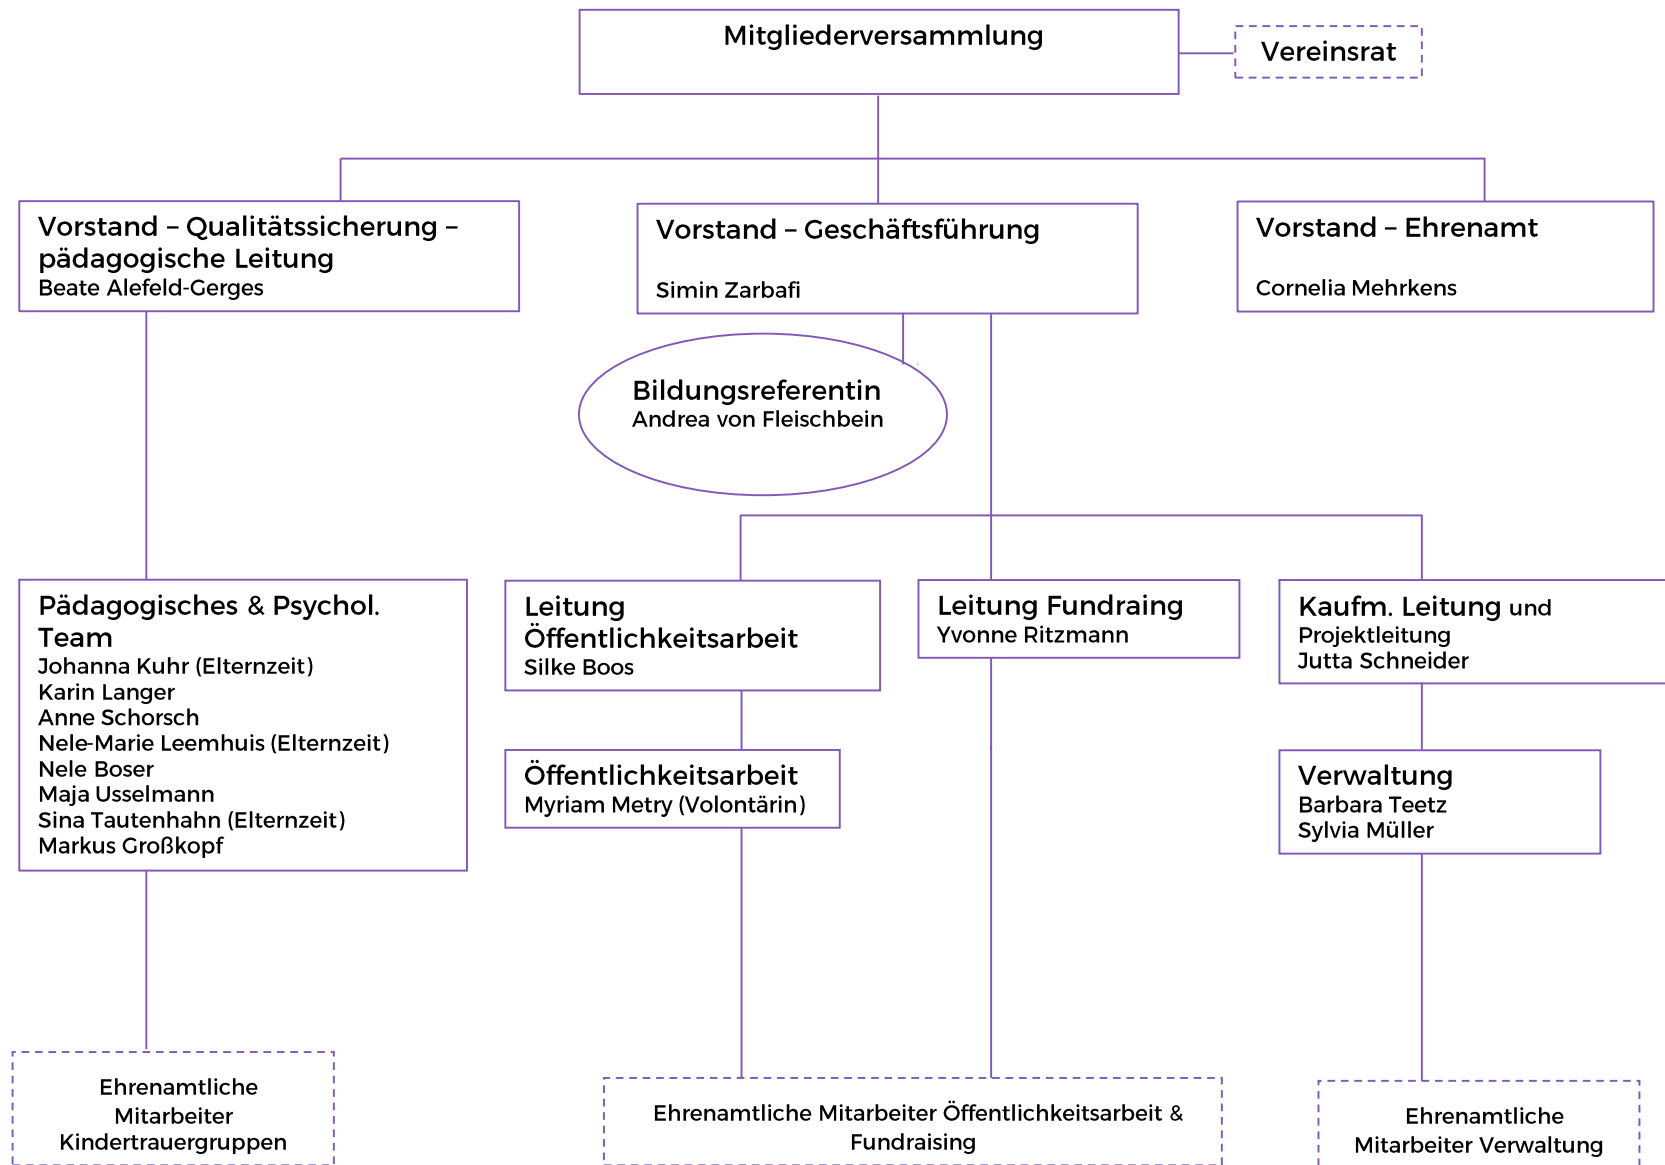 Mitgliederversammlung
Vereinsrat
Vorstand – Qualitätssicherung –
pädagogische Leitung
Beate Alefeld-Gerges
Vorstand – Geschäftsführung
Simin Zarbafi
Vorstand – Ehrenamt
Cornelia Mehrkens
Bildungsreferentin
Andrea von Fleischbein
Pädagogisches & Psychol.
Team
Johanna Kuhr (Elternzeit)
Karin Langer
Anne Schorsch
Nele-Marie Leemhuis (Elternzeit)
Nele Boser
Maja Usselmann
Sina Tautenhahn (Elternzeit)
Markus Großkopf
Leitung
Öffentlichkeitsarbeit
Silke Boos
Leitung Fundraing
Yvonne Ritzmann
Kaufm. Leitung und
Projektleitung
Jutta Schneider
Öffentlichkeitsarbeit
Myriam Metry (Volontärin)
Verwaltung
Barbara Teetz
Sylvia Müller
Ehrenamtliche
Mitarbeiter
Kindertrauergruppen
Ehrenamtliche Mitarbeiter Öffentlichkeitsarbeit &
Fundraising
Ehrenamtliche
Mitarbeiter Verwaltung